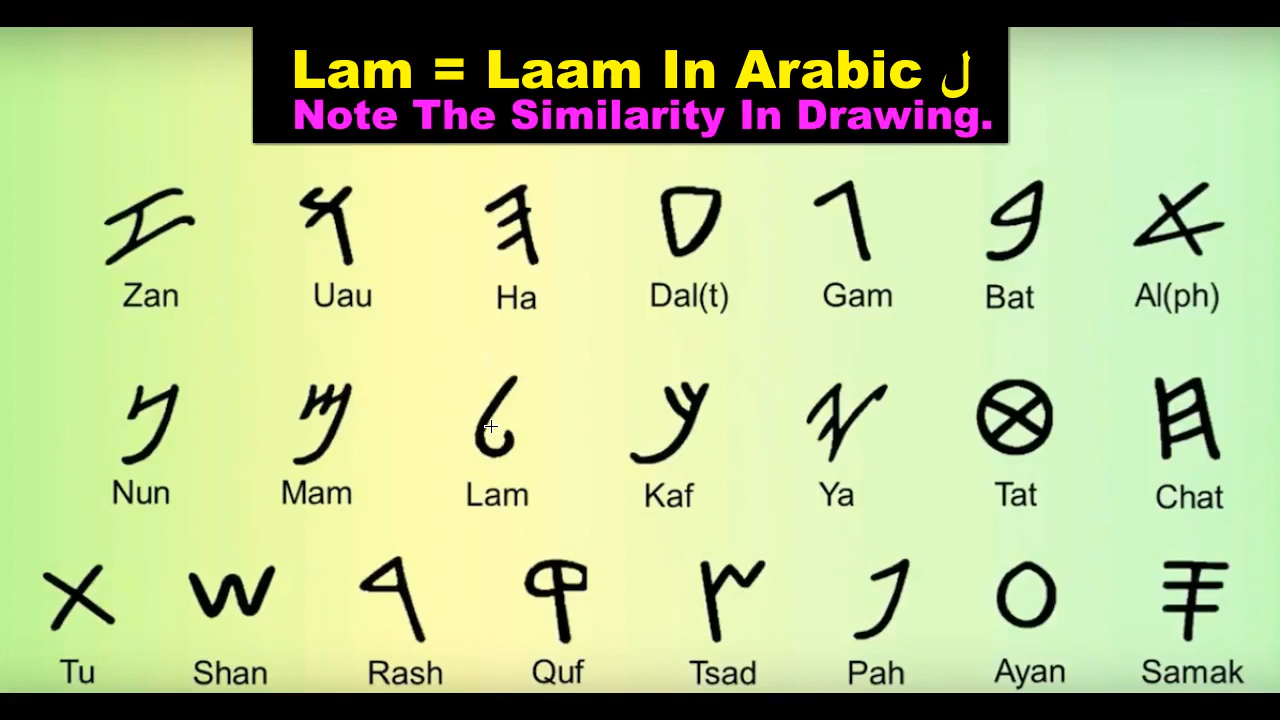 Lam = Laam In Arabic ل
Note The Similarity In Drawing.
Zan Uau Ha Dal(t) Gam Bat Al(ph)
Nun Mam Lam Kaf Ya Tat Chat
Tu Shan Rash Quf Tsad Pah Ayan Samak